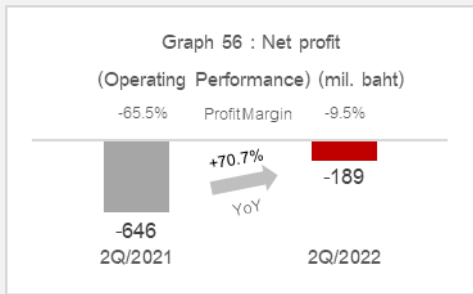 Graph 56 : Net profit
(Operating Performance) (mil. baht)
-65.5% ProfitMargin -9.5%
+70.7%
YoY
-189
-646
2Q/2021 2Q/2022